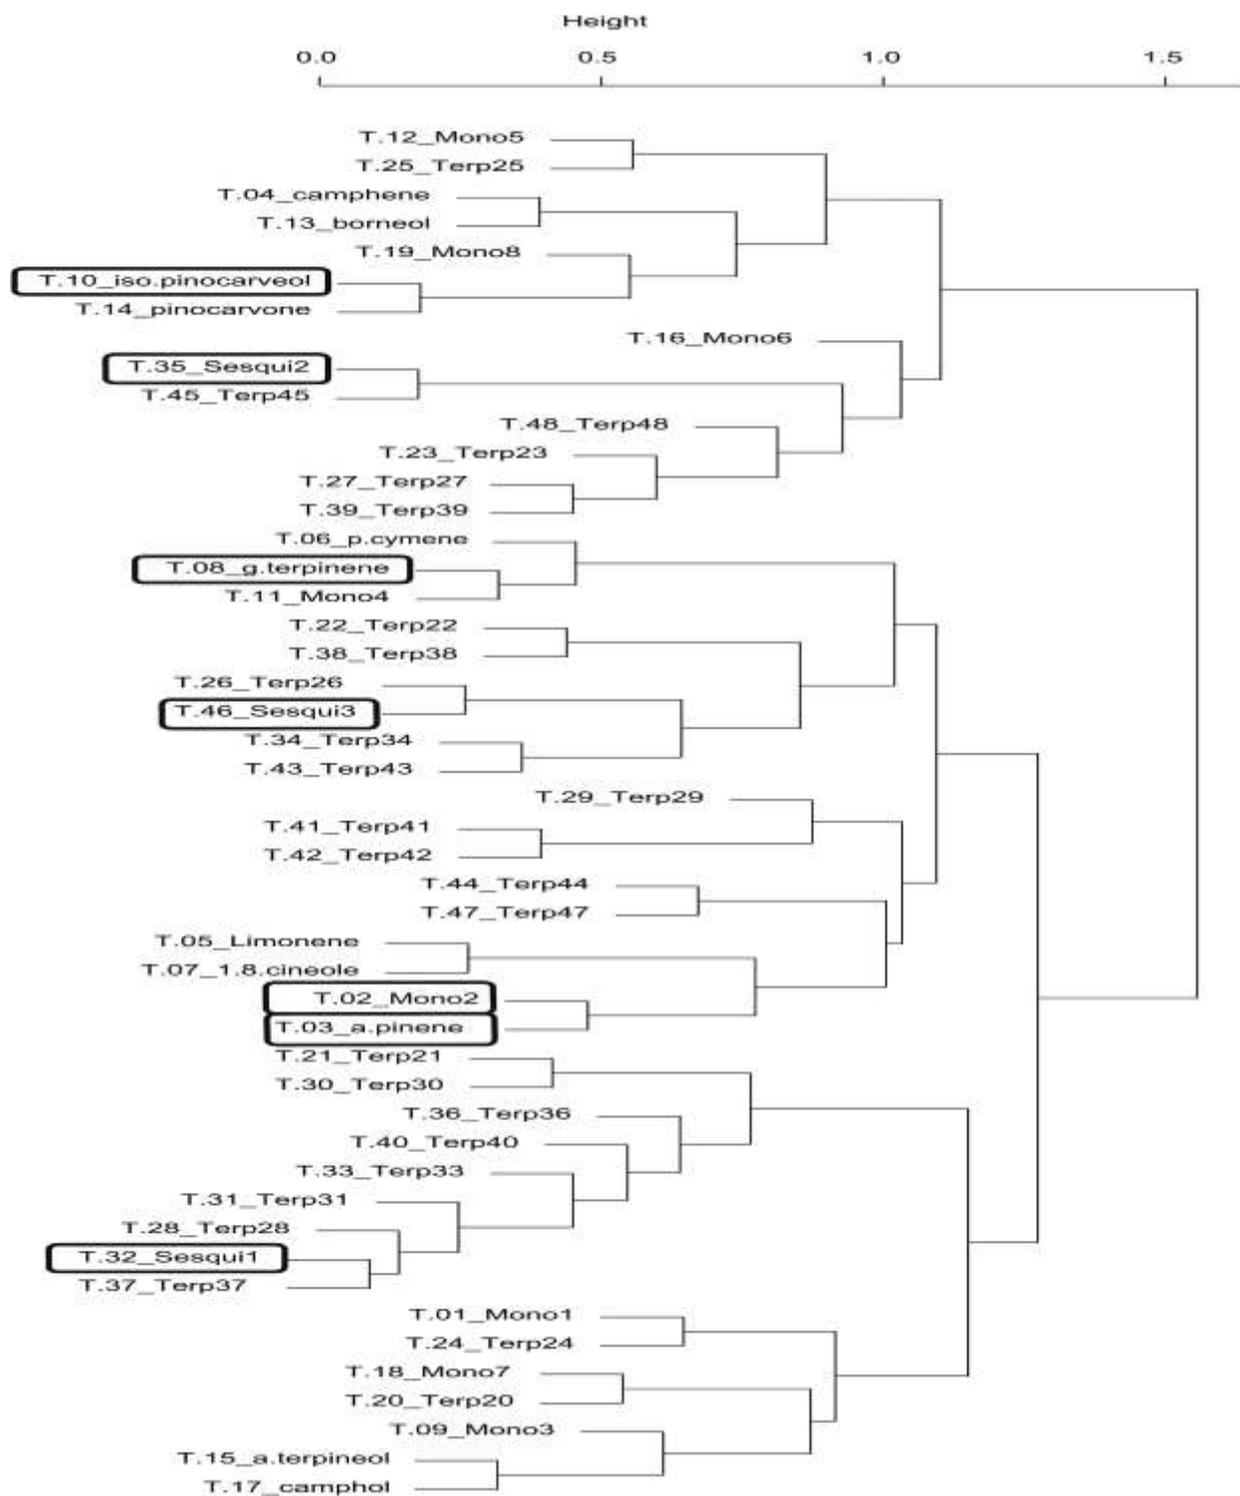 Height
0.0 0.5 1.0 1.5
T.12_Mono5
T.25_Terp25
T.04_camphene
T.13_borneol
T.19_Mono8
T.10_iso.pinocarveol
T.14_pinocarvone
T.16_Mono6
T.35_Sesqui2
T.45_Terp45
T.48_Terp48
T.23_Terp23
T.27_Terp27
T.39_Terp39
T.06_p.cymene
T.08_g.terpinene
T.11_Mono4
T.22_Terp22
T.38_Terp38
T.26_Terp26
T.46_Sesqui3
T.34_Terp34
T.43_Terp43
T.29_Terp29
T.41_Terp41
T.42_Terp42
T.44_Terp44
T.47_Terp47
T.05_Limonene
T.07_1.8.cineole
T.02_Mono2
T.03_a.pinene
T.21_Terp21
T.30_Terp30
T.36_Terp36
T.40_Terp40
T.33_Terp33
T.31_Terp31
T.28_Terp28
T.32_Sesqui1
T.37_Terp37
T.01_Mono1
T.24_Terp24
T.18_Mono7
T.20_Terp20
T.09_Mono3
T.15_a.terpineol
T.17_camphol